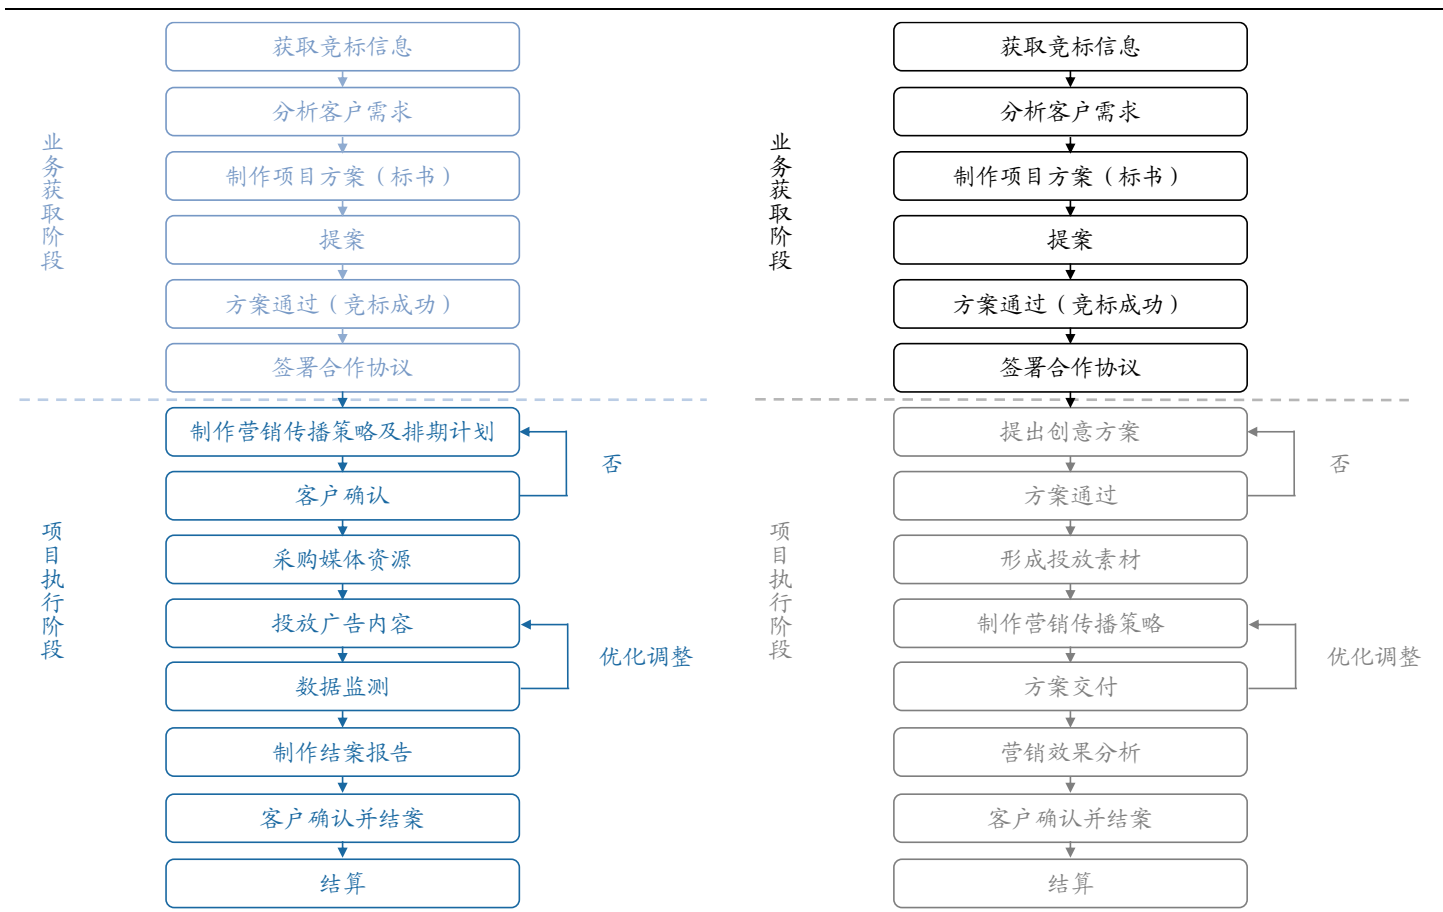 业务获取阶段
获取竞标信息
分析客户需求
制作项目方案（标书）
提案
方案通过（竞标成功）
签署合作协议
项目执行阶段
制作营销传播策略及排期计划
否
客户确认
采购媒体资源
投放广告内容
优化调整
数据监测
制作结案报告
客户确认并结案
结算
业务获取阶段
获取竞标信息
分析客户需求
制作项目方案（标书）
提案
方案通过（竞标成功）
签署合作协议
项目执行阶段
提出创意方案
否
方案通过
形成投放素材
制作营销传播策略
优化调整
方案交付
营销效果分析
客户确认并结案
结算